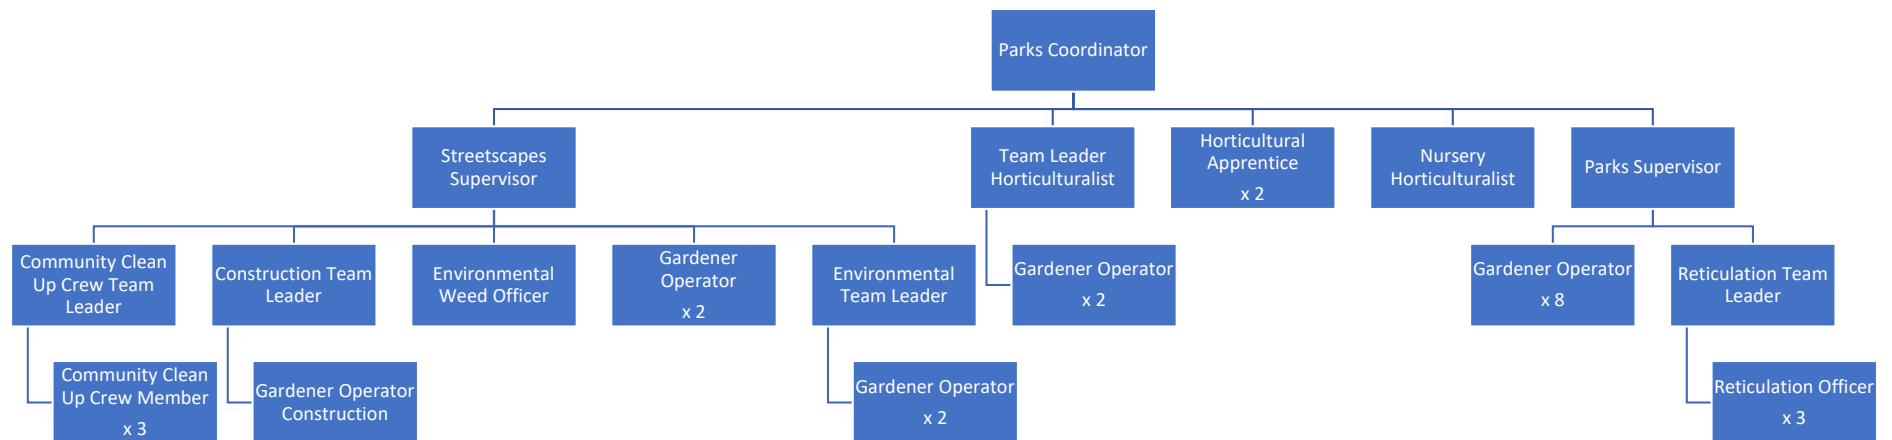 Parks Coordinator
Streetscapes
Supervisor
Team Leader
Horticulturalist
Horticultural
Apprentice
x 2
Nursery
Horticulturalist
Parks Supervisor
Community Clean
Up Crew Team
Leader
Construction Team
Leader
Environmental
Weed Officer
Gardener
Operator
x 2
Environmental
Team Leader
Gardener Operator
x 2
Gardener Operator
x 8
Reticulation Team
Leader
Community Clean
Up Crew Member
x 3
Gardener Operator
Construction
Gardener Operator
x 2
Reticulation Officer
x 3